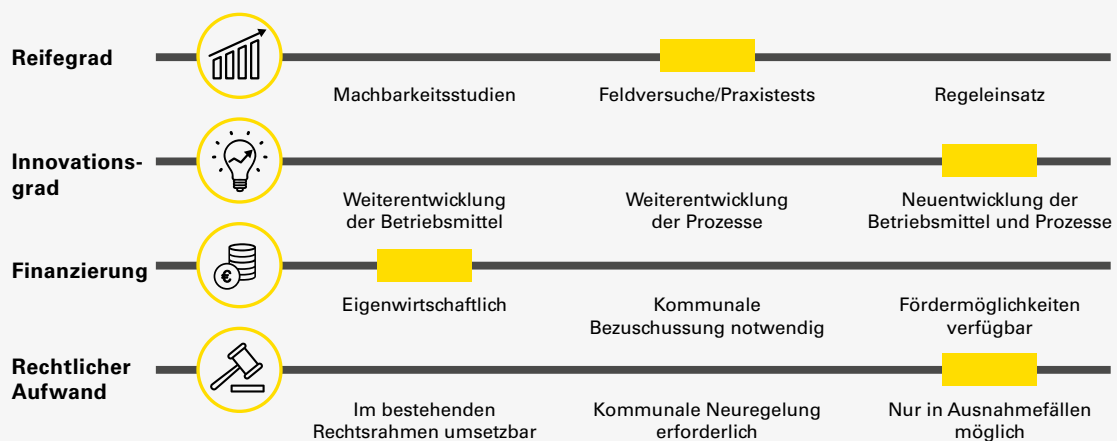 Reifegrad
Machbarkeitsstudien
Feldversuche/Praxistests
Regeleinsatz
Innovations-
grad
Weiterentwicklung
der Betriebsmittel
Weiterentwicklung
der Prozesse
Neuentwicklung der
Betriebsmittel und Prozesse
Finanzierung
€
Eigenwirtschaftlich
Kommunale
Bezuschussung notwendig
Fördermöglichkeiten
verfügbar
Rechtlicher
Aufwand
Im bestehenden
Rechtsrahmen umsetzbar
Kommunale Neuregelung
erforderlich
Nur in Ausnahmefällen
möglich